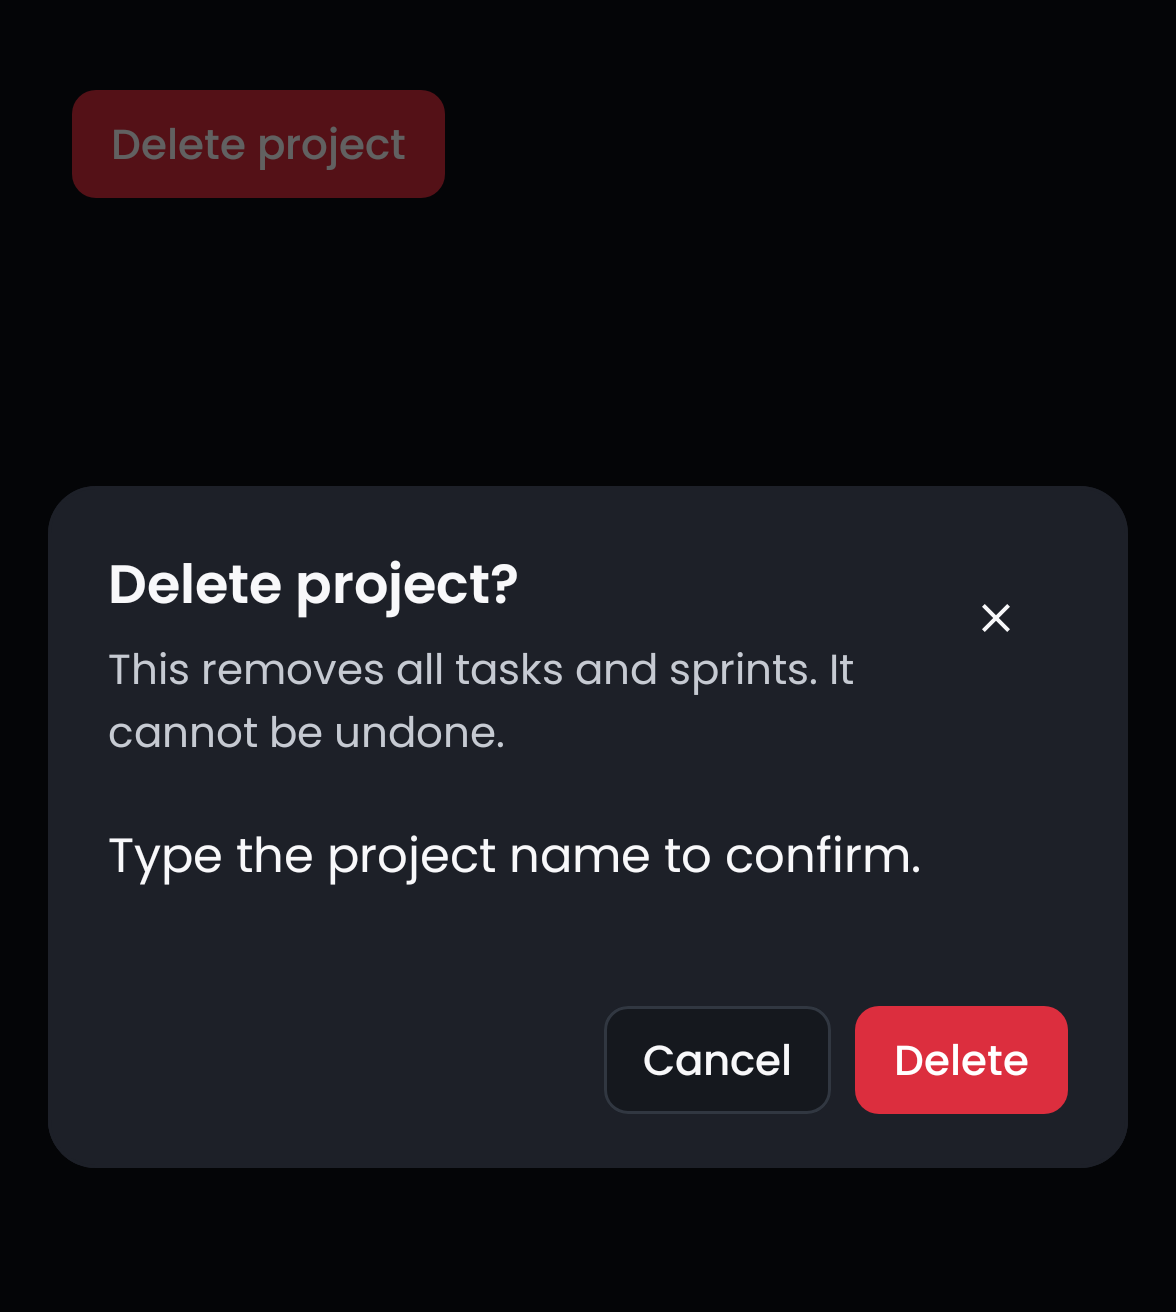 Delete project
Delete project?
This removes all tasks and sprints. It
cannot be undone.
Type the project name to confirm.
Cancel
Delete